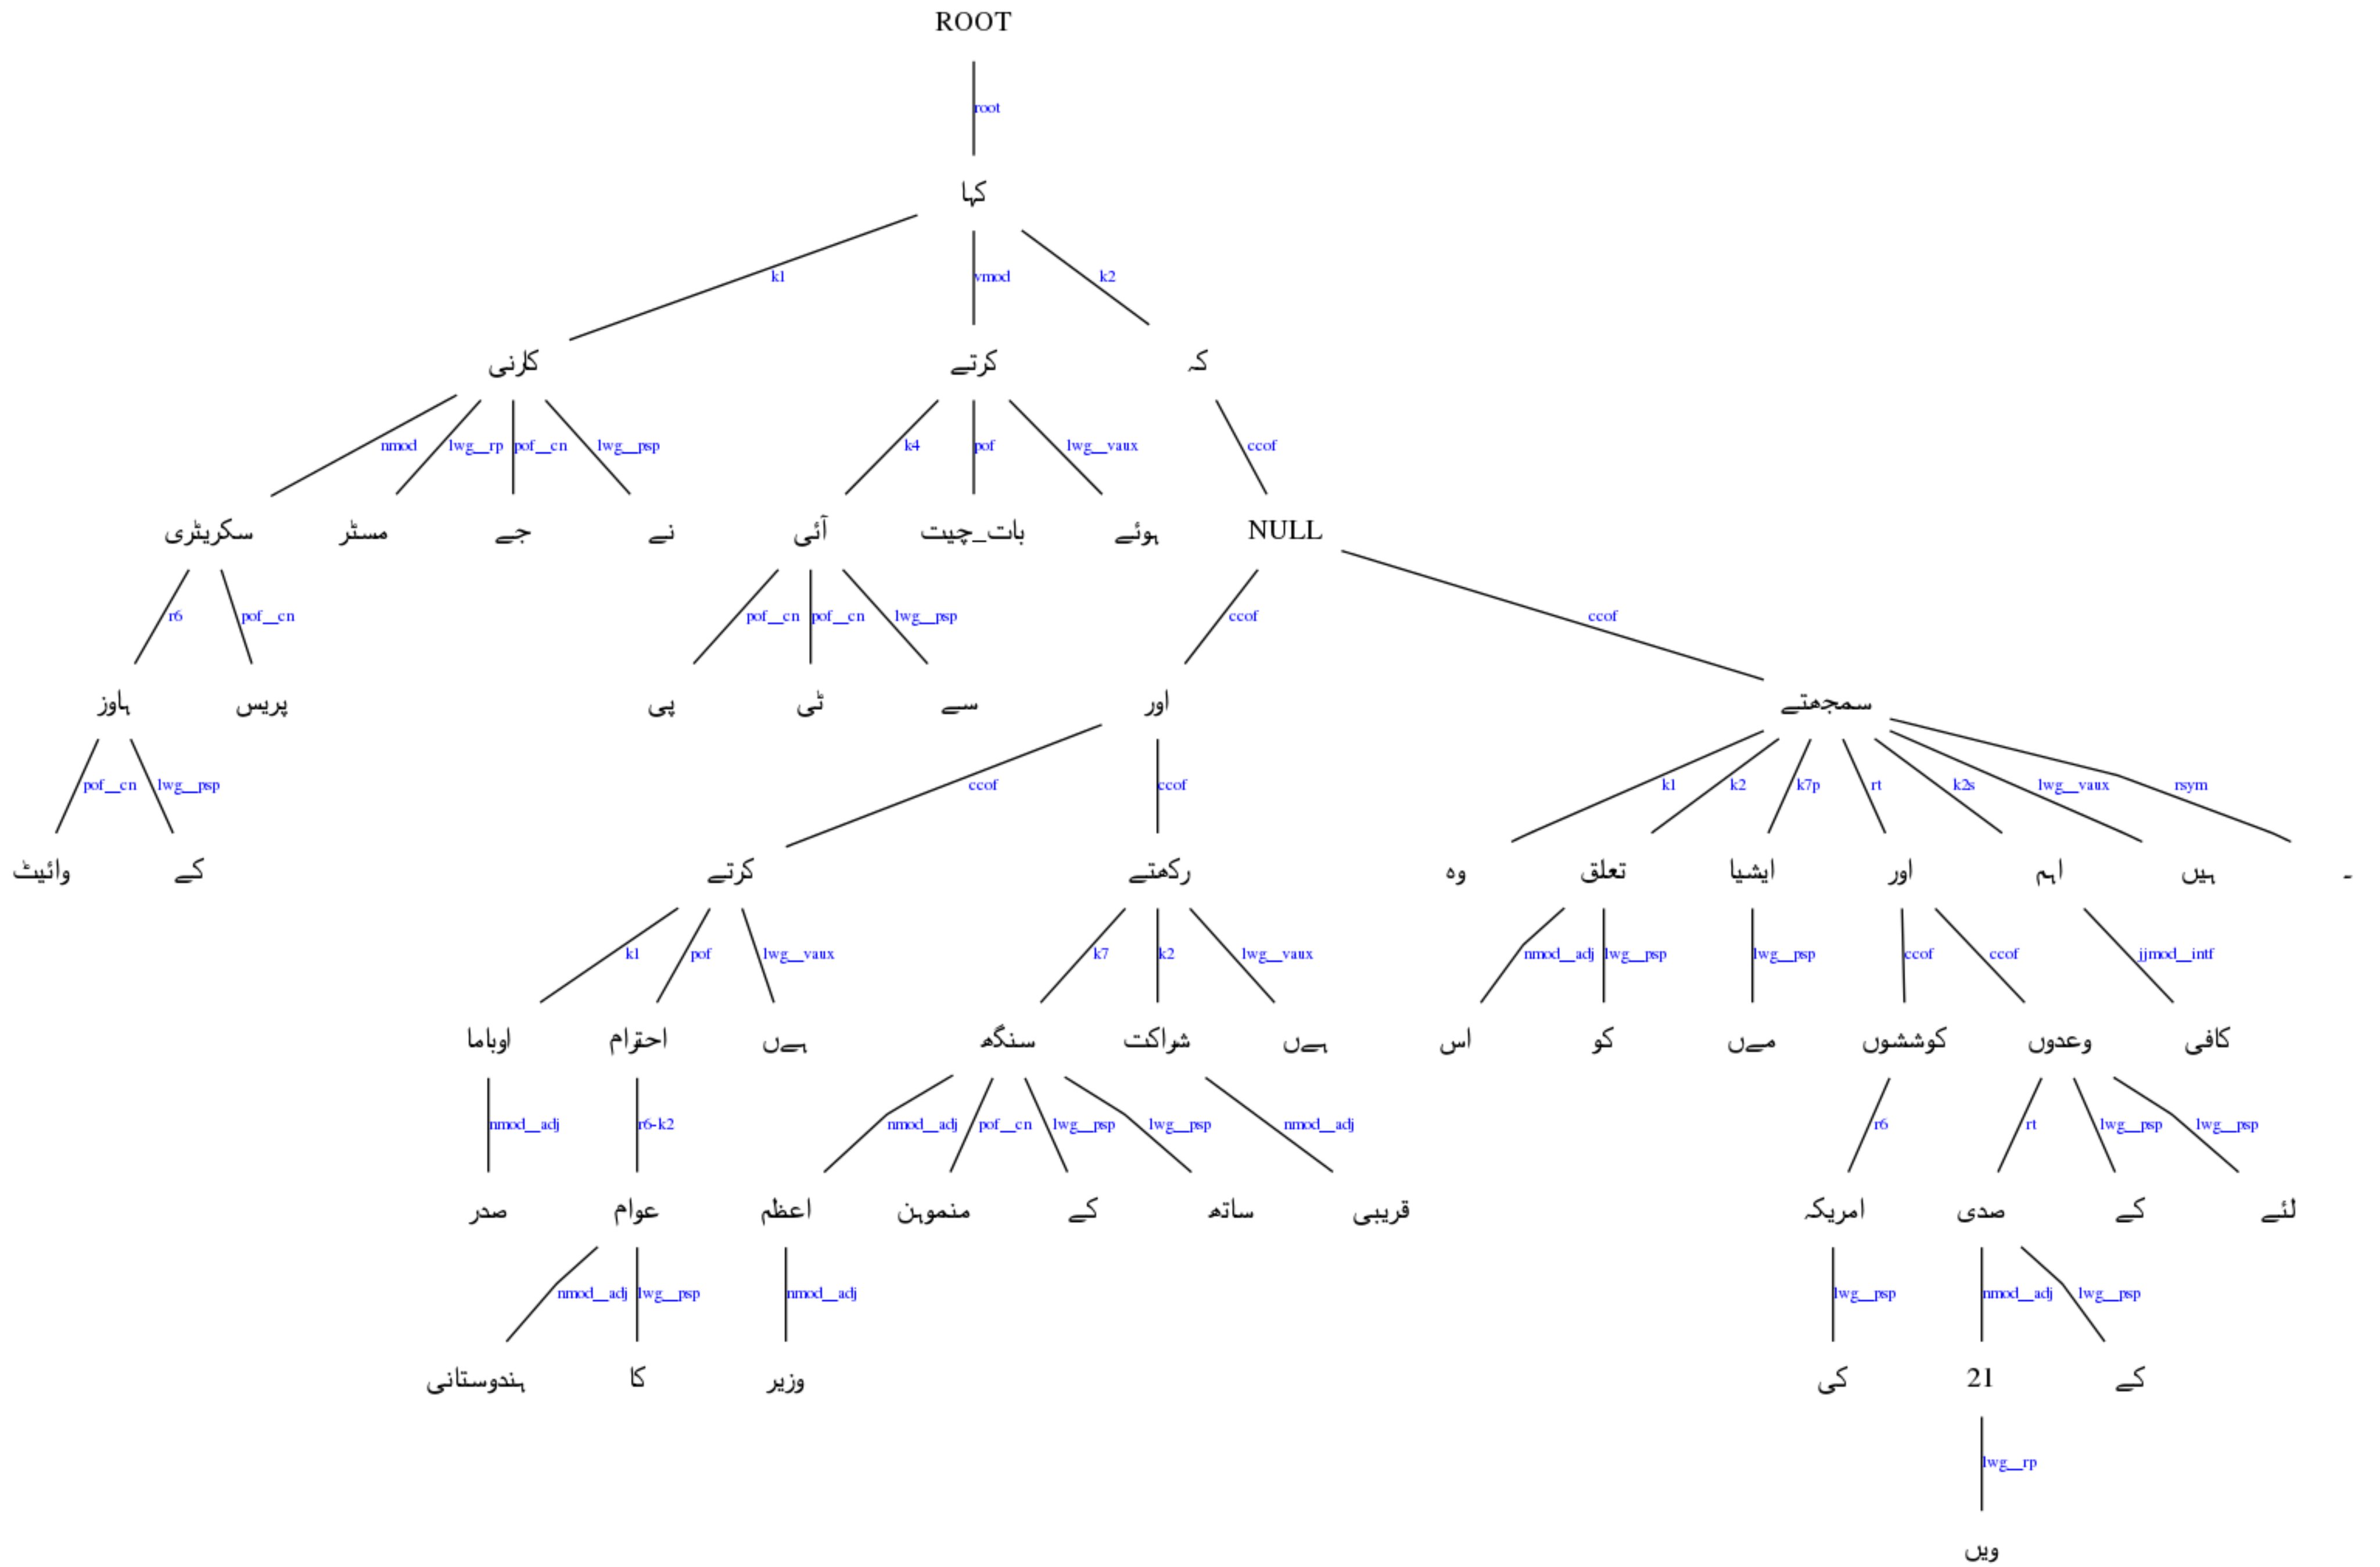 ROOT
root
کہا
k1 vmod k2
کارنی کرتے کہ
nmod lwg__rp pof__cn lwg__psp k4 pof lwg__vaux ccof
سکریٹری مسٹر جے نے آئی بات_چیت ہوئے NULL
r6 pof__cn pof__cn pof__cn lwg__psp ccof ccof
ہاوز پریس پی ٹی سے اور سمجھتے
pof__cn lwg__psp ccof ccof k1 k2 k7p rt k2s lwg__vaux rsym
وائیٹ کے کرتے رکھتے وہ تعلق ایشیا اور اہم ہیں ۔
k1 pof lwg__vaux k7 k2 lwg__vaux nmod__adj lwg__psp lwg__psp ccof ccof jjmod__intf
اوباما احترام ہےں سنگھ شراکت ہےں اس کو مےں کوششوں وعدوں کافی
nmod__adj r6-k2 nmod__adj pof__cn lwg__psp lwg__psp nmod__adj r6 rt lwg__psp lwg__psp
صدر عوام اعظم منموہن کے ساتھ قریبی امریکہ صدی کے لئے
nmod__adj lwg__psp nmod__adj lwg__psp nmod__adj lwg__psp
ہندوستانی کا وزیر کی 21 کے
lwg__rp
ویں